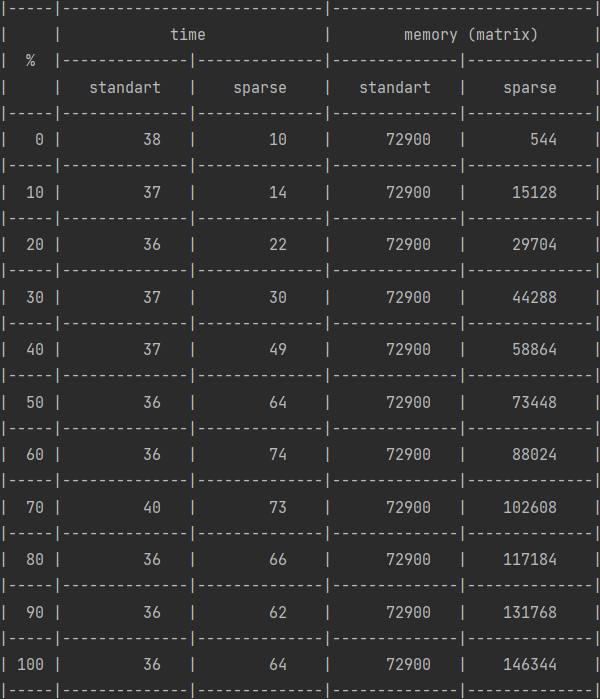 |-----|-----------------------------|-----------------------------|
|     |            time             |        memory (matrix)      |
|  %  |--------------|--------------|--------------|--------------|
|     |   standart   |    sparse    |   standart   |    sparse    |
|-----|--------------|--------------|--------------|--------------|
|   0 |         38   |        10    |      72900   |       544    |
|-----|--------------|--------------|--------------|--------------|
|  10 |         37   |        14    |      72900   |     15128    |
|-----|--------------|--------------|--------------|--------------|
|  20 |         36   |        22    |      72900   |     29704    |
|-----|--------------|--------------|--------------|--------------|
|  30 |         37   |        30    |      72900   |     44288    |
|-----|--------------|--------------|--------------|--------------|
|  40 |         37   |        49    |      72900   |     58864    |
|-----|--------------|--------------|--------------|--------------|
|  50 |         36   |        64    |      72900   |     73448    |
|-----|--------------|--------------|--------------|--------------|
|  60 |         36   |        74    |      72900   |     88024    |
|-----|--------------|--------------|--------------|--------------|
|  70 |         40   |        73    |      72900   |    102608    |
|-----|--------------|--------------|--------------|--------------|
|  80 |         36   |        66    |      72900   |    117184    |
|-----|--------------|--------------|--------------|--------------|
|  90 |         36   |        62    |      72900   |    131768    |
|-----|--------------|--------------|--------------|--------------|
| 100 |         36   |        64    |      72900   |    146344    |